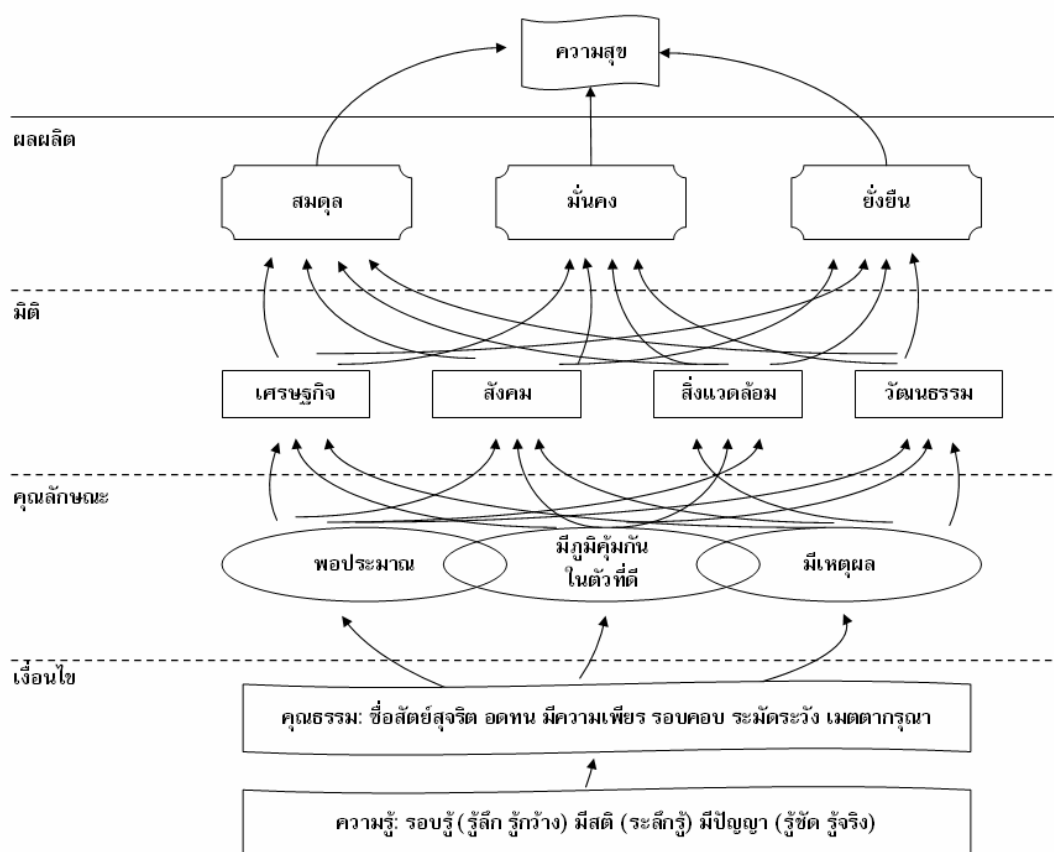 ความสุข
ผลผลิต
สมดุล
มั่นคง
ยั่งยืน
มิติ
เศรษฐกิจ
สังคม
สิ่งแวดล้อม
วัฒนธรรม
คุณลักษณะ
พอประมาณ
มีภูมิคุ้มกัน
ในตัวที่ดี
มีเหตุผล
เงื่อนไข
คุณธรรม: ซื่อสัตย์สุจริต อดทน มีความเพียร รอบคอบ ระมัดระวัง เมตตากรุณา
ความรู้: รอบรู้ (รู้ลึก รู้กว้าง) มีสติ (ระลึกรู้) มีปัญญา (รู้ชัด รู้จริง)